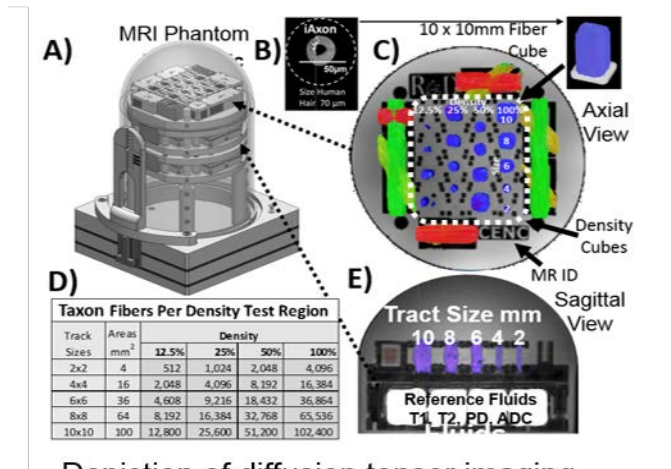 A)
MRI Phantom
B)
iAxon
50µm
Size Human
Hair 70 µm
10 x 10mm Fiber
Cube
C)
Density
12.5% 25% 50% 100%
10
8
6
4
2
Size
CENC
Axial
View
Density
Cubes
MR ID
D)
Taxon Fibers Per Density Test Region
Track Sizes Areas mm² Density
12.5% 25% 50% 100%
2x2 4 512 1,024 2,048 4,096
4x4 16 2,048 4,096 8,192 16,384
6x6 36 4,608 9,216 18,432 36,864
8x8 64 8,192 16,384 32,768 65,536
10x10 100 12,800 25,600 51,200 102,400
E)
Sagittal
View
Tract Size mm
10 8 6 4 2
Reference Fluids
T1, T2, PD, ADC
Fluids
Depiction of diffusion tensor imaging